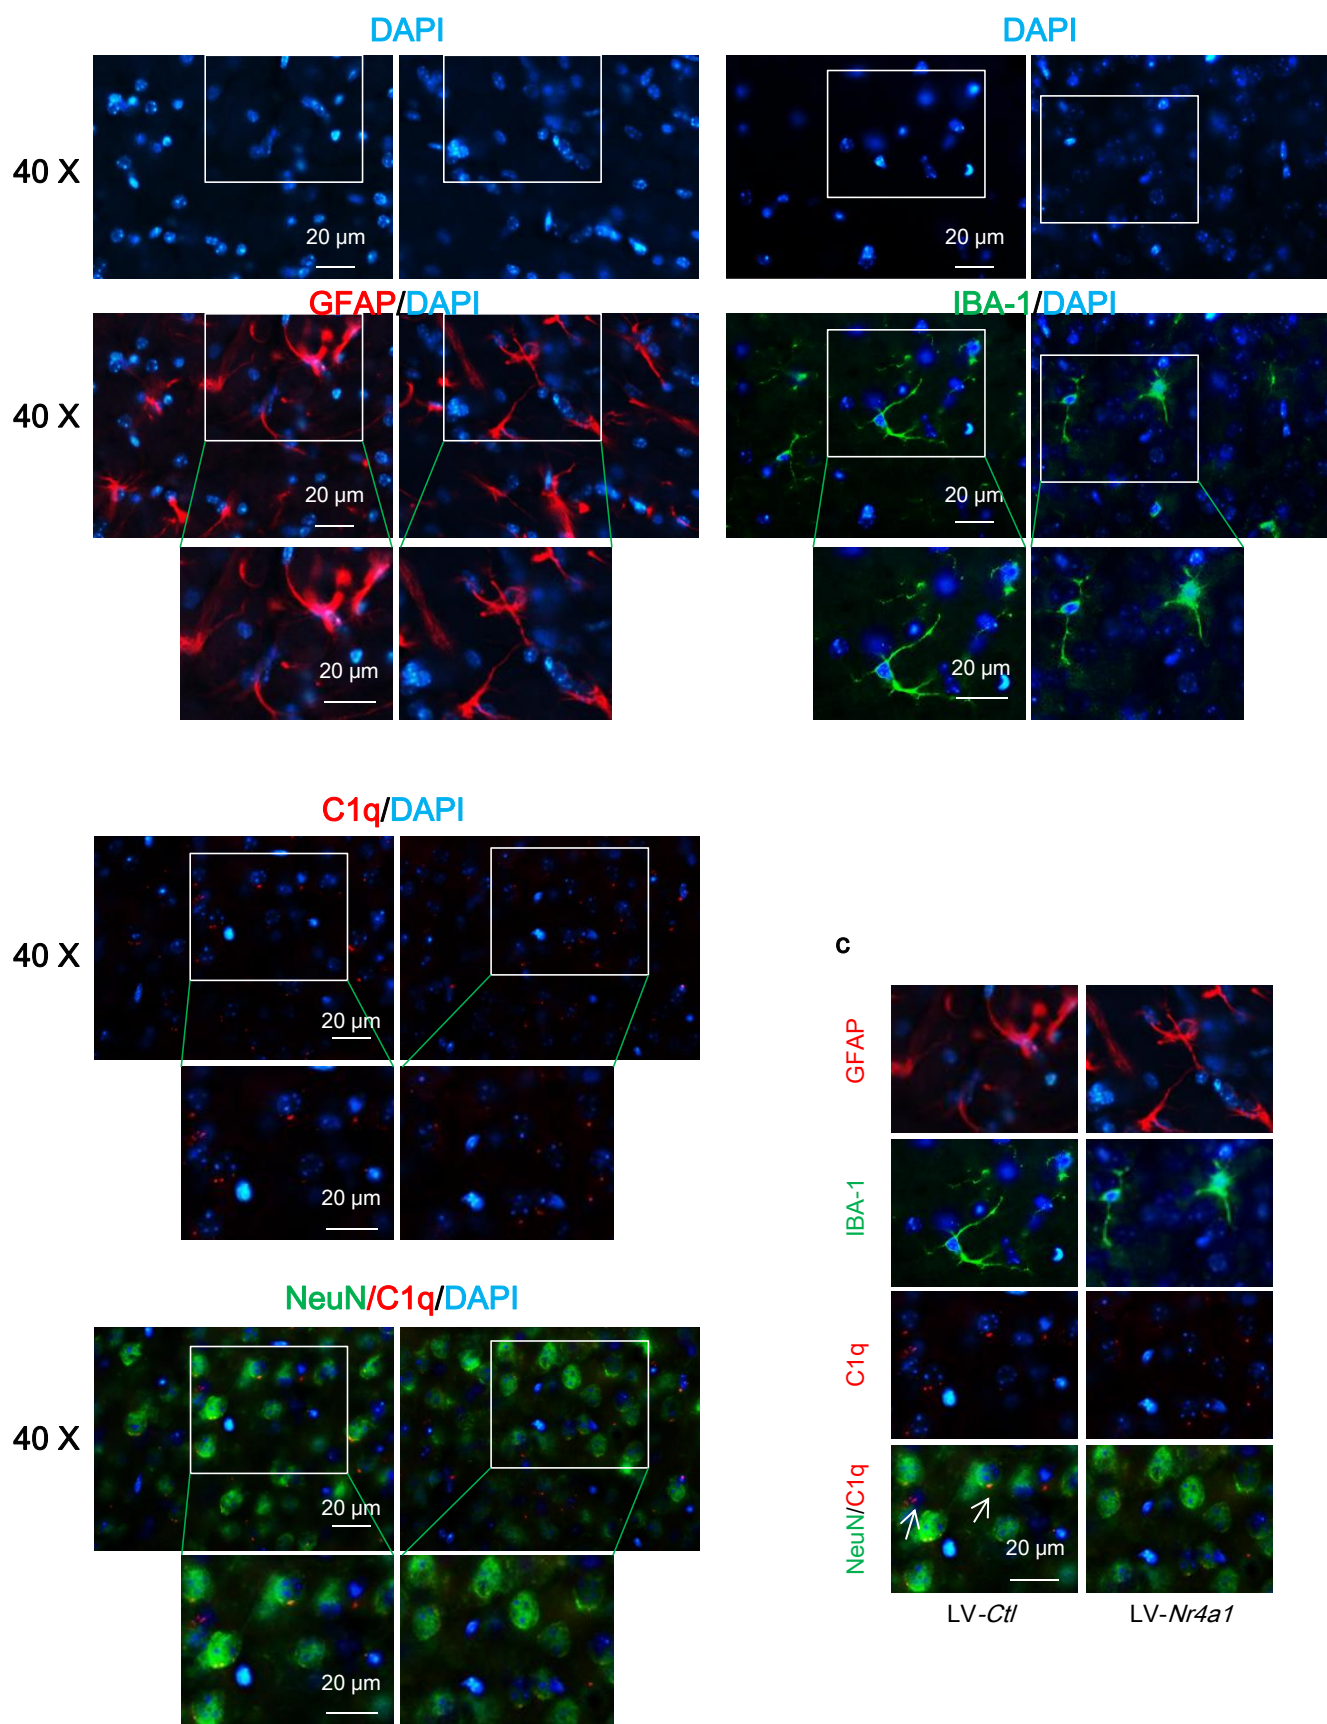 DAPI
DAPI
40 X
20 µm
20 µm
GFAP/DAPI
IBA-1/DAPI
40 X
20 µm
20 µm
20 µm
20 µm
C1q/DAPI
40 X
20 µm
20 µm
NeuN/C1q/DAPI
40 X
20 µm
20 µm
c
GFAP
IBA-1
C1q
NeuN/C1q
20 µm
LV-Ctl
LV-Nr4a1